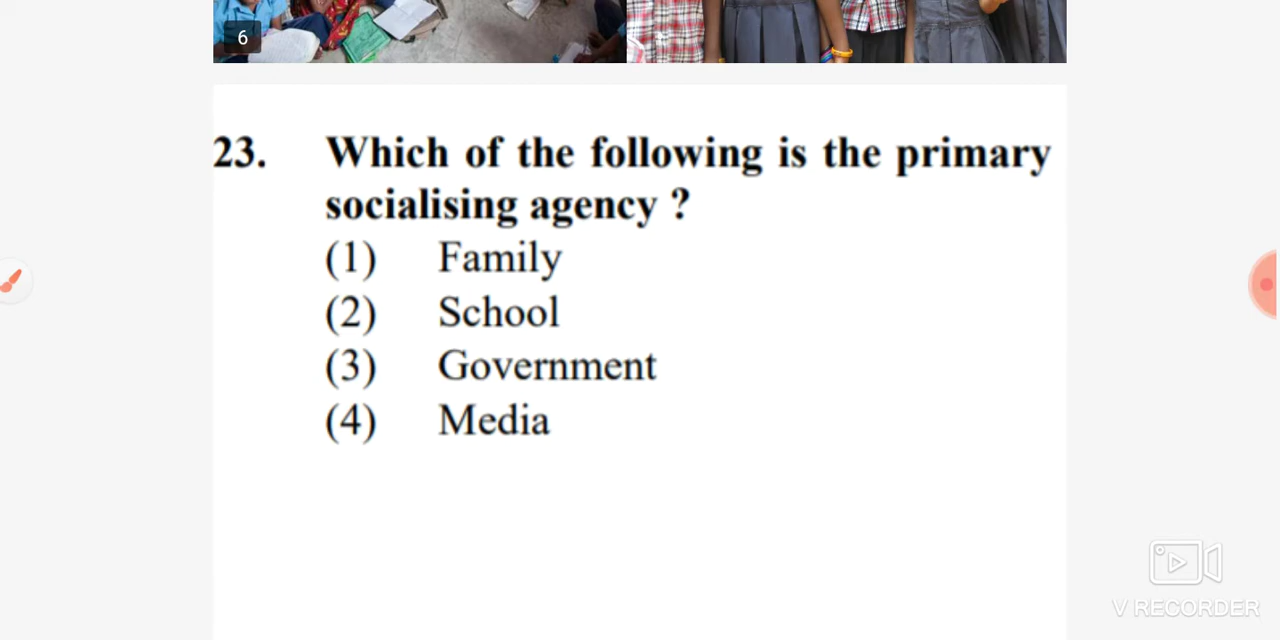 6
23. Which of the following is the primary
socialising agency ?
(1) Family
(2) School
(3) Government
(4) Media
V RECORDER